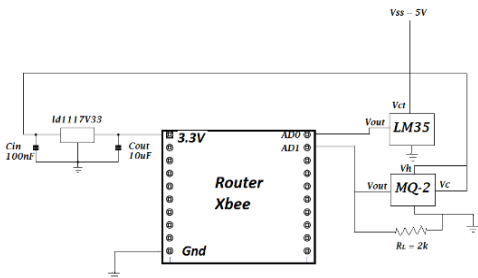 Vss – 5V
ld1117V33
Vct
Vout
LM35
Cin
100nF
Cout
10uF
3.3V
AD0
AD1
Vh
Router
Xbee
Vout
MQ-2
Vc
Gnd
RL = 2k